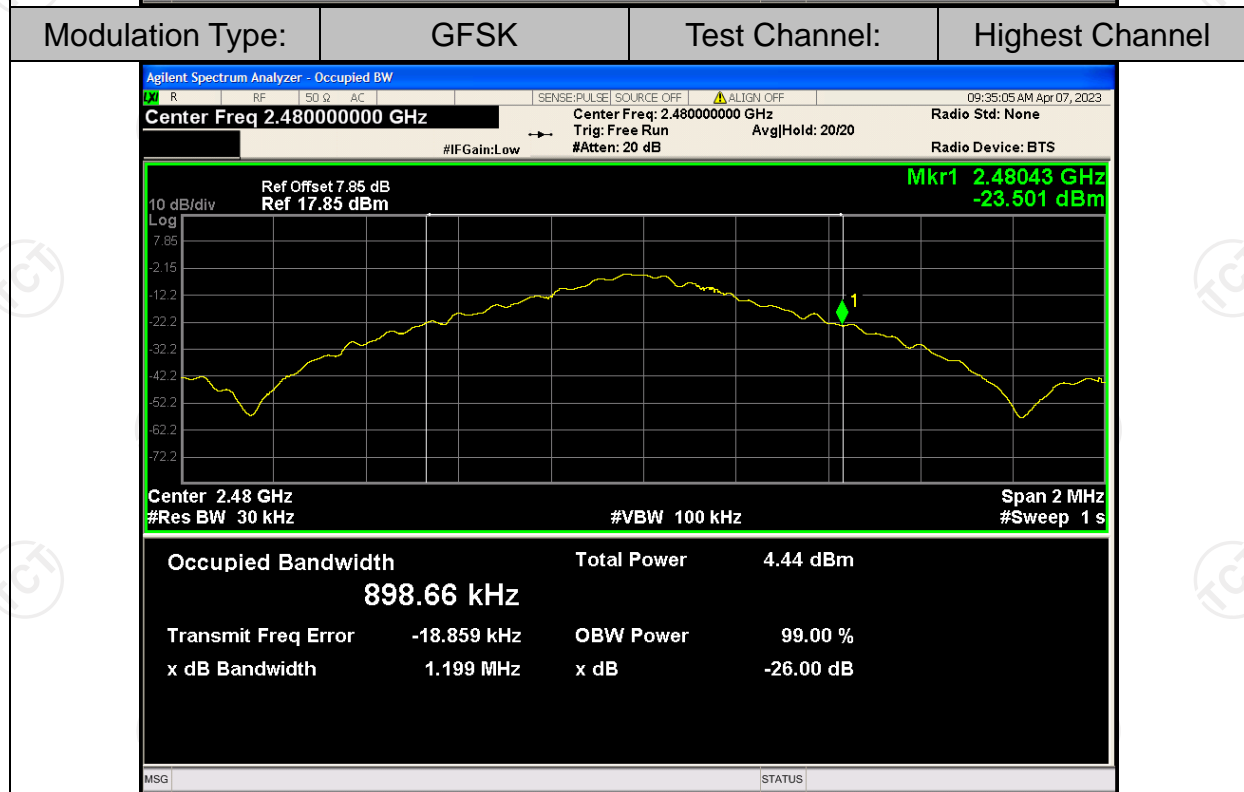 Modulation Type: GFSK Test Channel: Highest Channel
Agilent Spectrum Analyzer - Occupied BW
LXI R RF 50 Ω AC SENSE:PULSE SOURCE OFF ALIGN OFF 09:35:05 AM Apr 07, 2023
Center Freq 2.480000000 GHz Center Freq: 2.480000000 GHz Radio Std: None
Trig: Free Run Avg|Hold: 20/20
#IFGain:Low #Atten: 20 dB Radio Device: BTS
Mkr1 2.48043 GHz
Ref Offset 7.85 dB
-23.501 dBm
10 dB/div Ref 17.85 dBm
Log
7.85
-2.15
-12.2
1
-22.2
-32.2
-42.2
-52.2
-62.2
-72.2
Center 2.48 GHz Span 2 MHz
#Res BW 30 kHz #VBW 100 kHz #Sweep 1 s
Occupied Bandwidth Total Power 4.44 dBm
898.66 kHz
Transmit Freq Error -18.859 kHz OBW Power 99.00 %
x dB Bandwidth 1.199 MHz x dB -26.00 dB
MSG STATUS
TCT
TCT
TCT
TCT